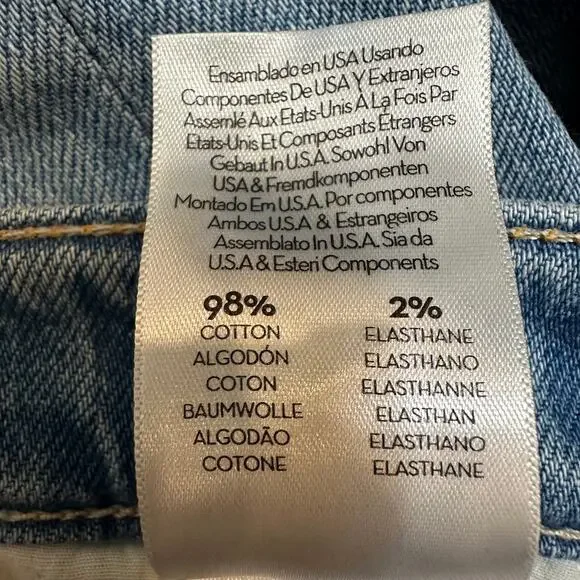 Ensamblado en USA Usando
Componentes De USA Y Extranjeros
Assemlé Aux Etats-Unis À La Fois Par
Etats-Unis Et Composants Étrangers
Gebaut In U.S.A. Sowohl Von
USA & Fremdkomponenten
Montado Em U.S.A. Por componentes
Ambos U.S.A & Estrangeiros
Assemblato In U.S.A. Sia da
U.S.A & Esteri Components
98% 2%
COTTON ELASTHANE
ALGODÓN ELASTHANO
COTON ELASTHANNE
BAUMWOLLE ELASTHAN
ALGODÃO ELASTHANO
COTONE ELASTHANE